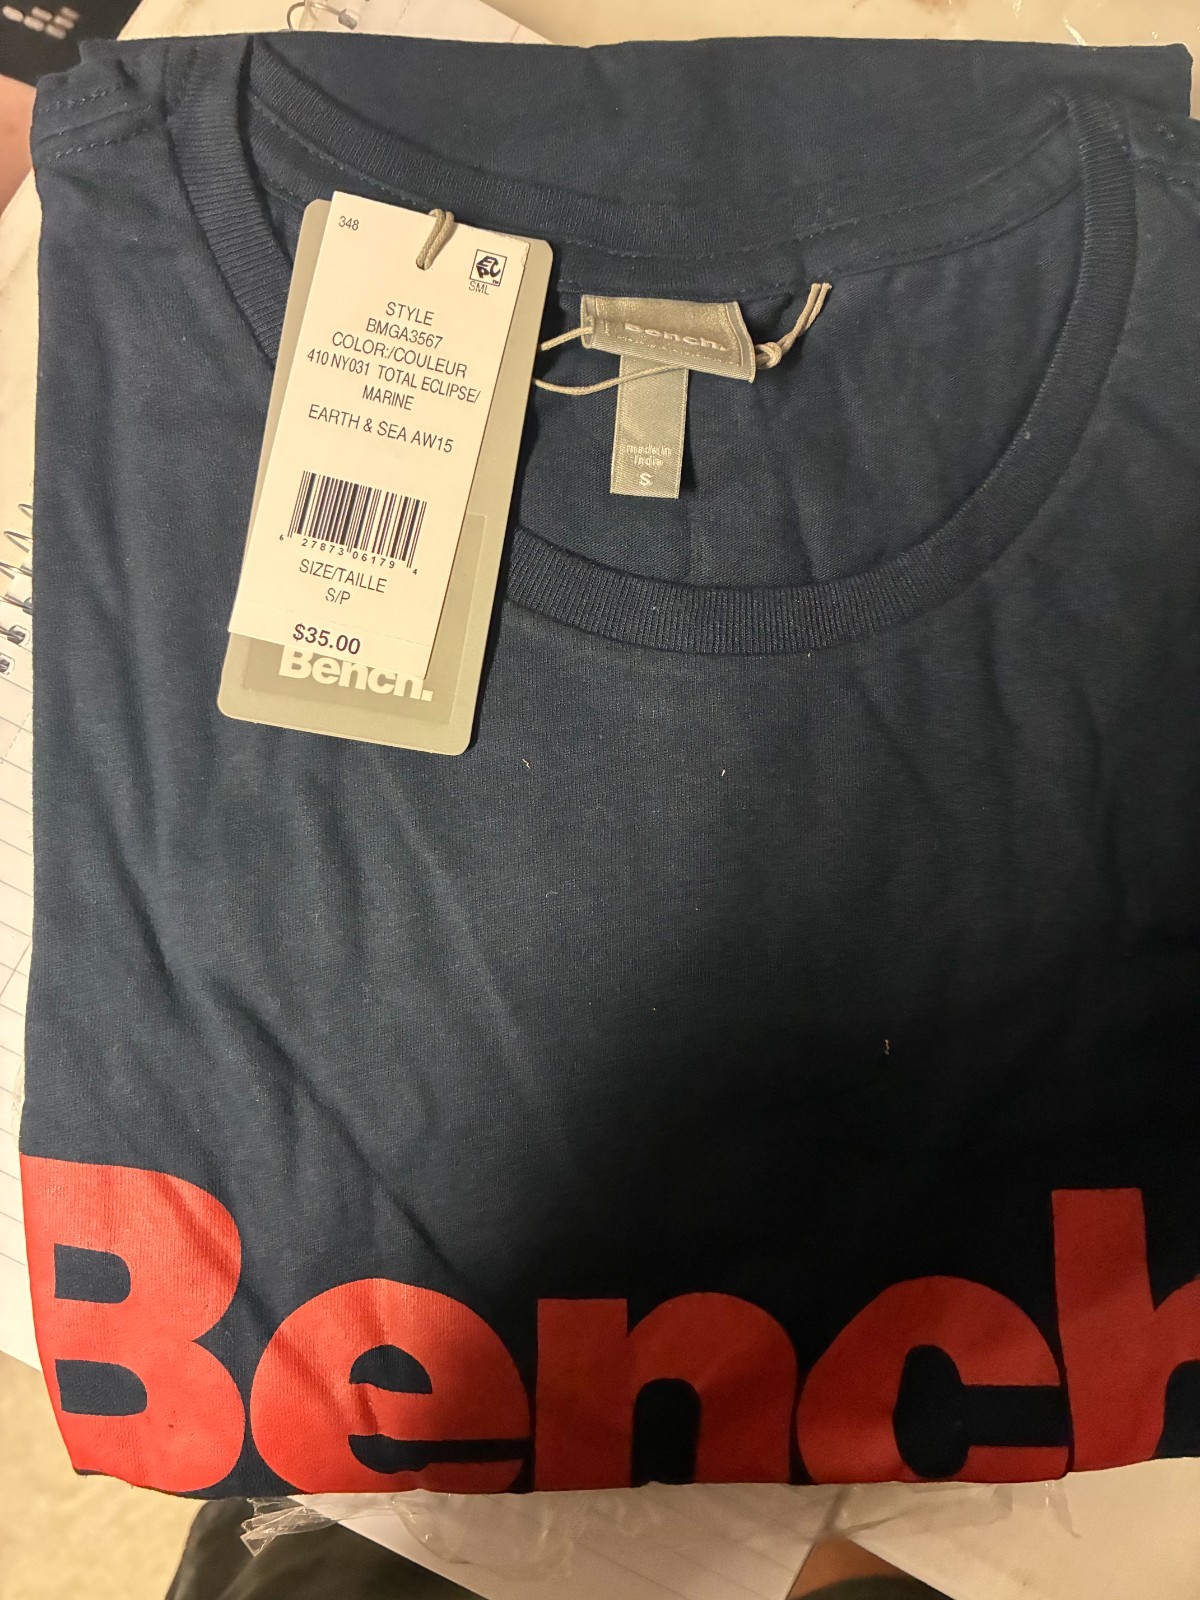 348
SML
STYLE
BMGA3567
COLOR:/COULEUR
410 NY031 TOTAL ECLIPSE/
MARINE
EARTH & SEA AW15
6 27873 06179 4
SIZE/TAILLE
S/P
$35.00
Bench.
Bench.
made in
India
S
Bench